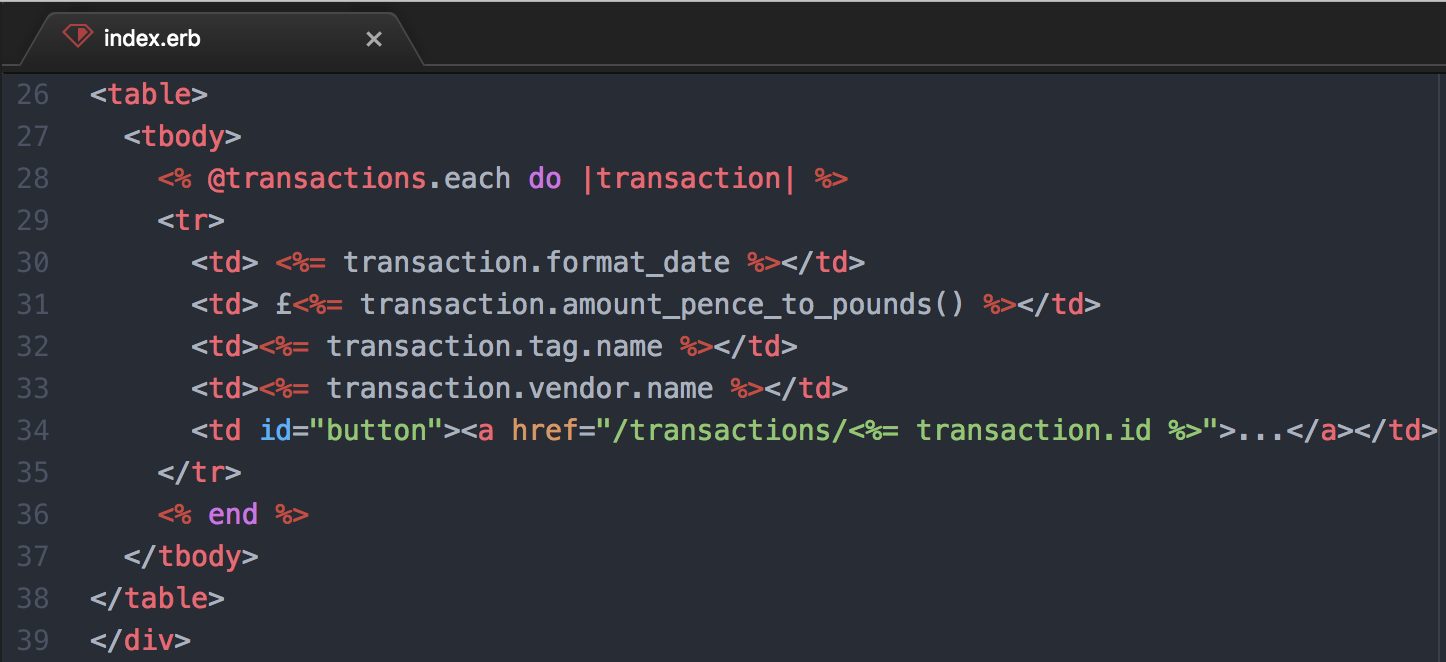 index.erb ×
26 <table>
27   <tbody>
28     <% @transactions.each do |transaction| %>
29     <tr>
30       <td> <%= transaction.format_date %></td>
31       <td> £<%= transaction.amount_pence_to_pounds() %></td>
32       <td><%= transaction.tag.name %></td>
33       <td><%= transaction.vendor.name %></td>
34       <td id="button"><a href="/transactions/<%= transaction.id %>">...</a></td>
35     </tr>
36     <% end %>
37   </tbody>
38 </table>
39 </div>